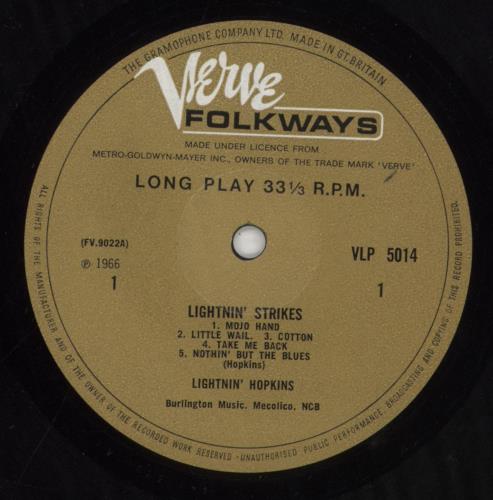 THE GRAMOPHONE COMPANY LTD. MADE IN GT. BRITAIN
Verve
FOLKWAYS
MADE UNDER LICENCE FROM
METRO-GOLDWYN-MAYER INC., OWNERS OF THE TRADE MARK 'VERVE'
LONG PLAY 33⅓ R.P.M.
(FV.9022A)
VLP 5014
℗ 1966
1
1
LIGHTNIN' STRIKES
1. MOJO HAND
2. LITTLE WAIL. 3. COTTON
4. TAKE ME BACK
5. NOTHIN' BUT THE BLUES
(Hopkins)
LIGHTNIN' HOPKINS
Burlington Music. Mecolico. NCB
ALL RIGHTS OF THE MANUFACTURER AND OF THE OWNER OF THE RECORDED WORK RESERVED - UNAUTHORISED PUBLIC PERFORMANCE, BROADCASTING AND COPYING OF THIS RECORD PROHIBITED.